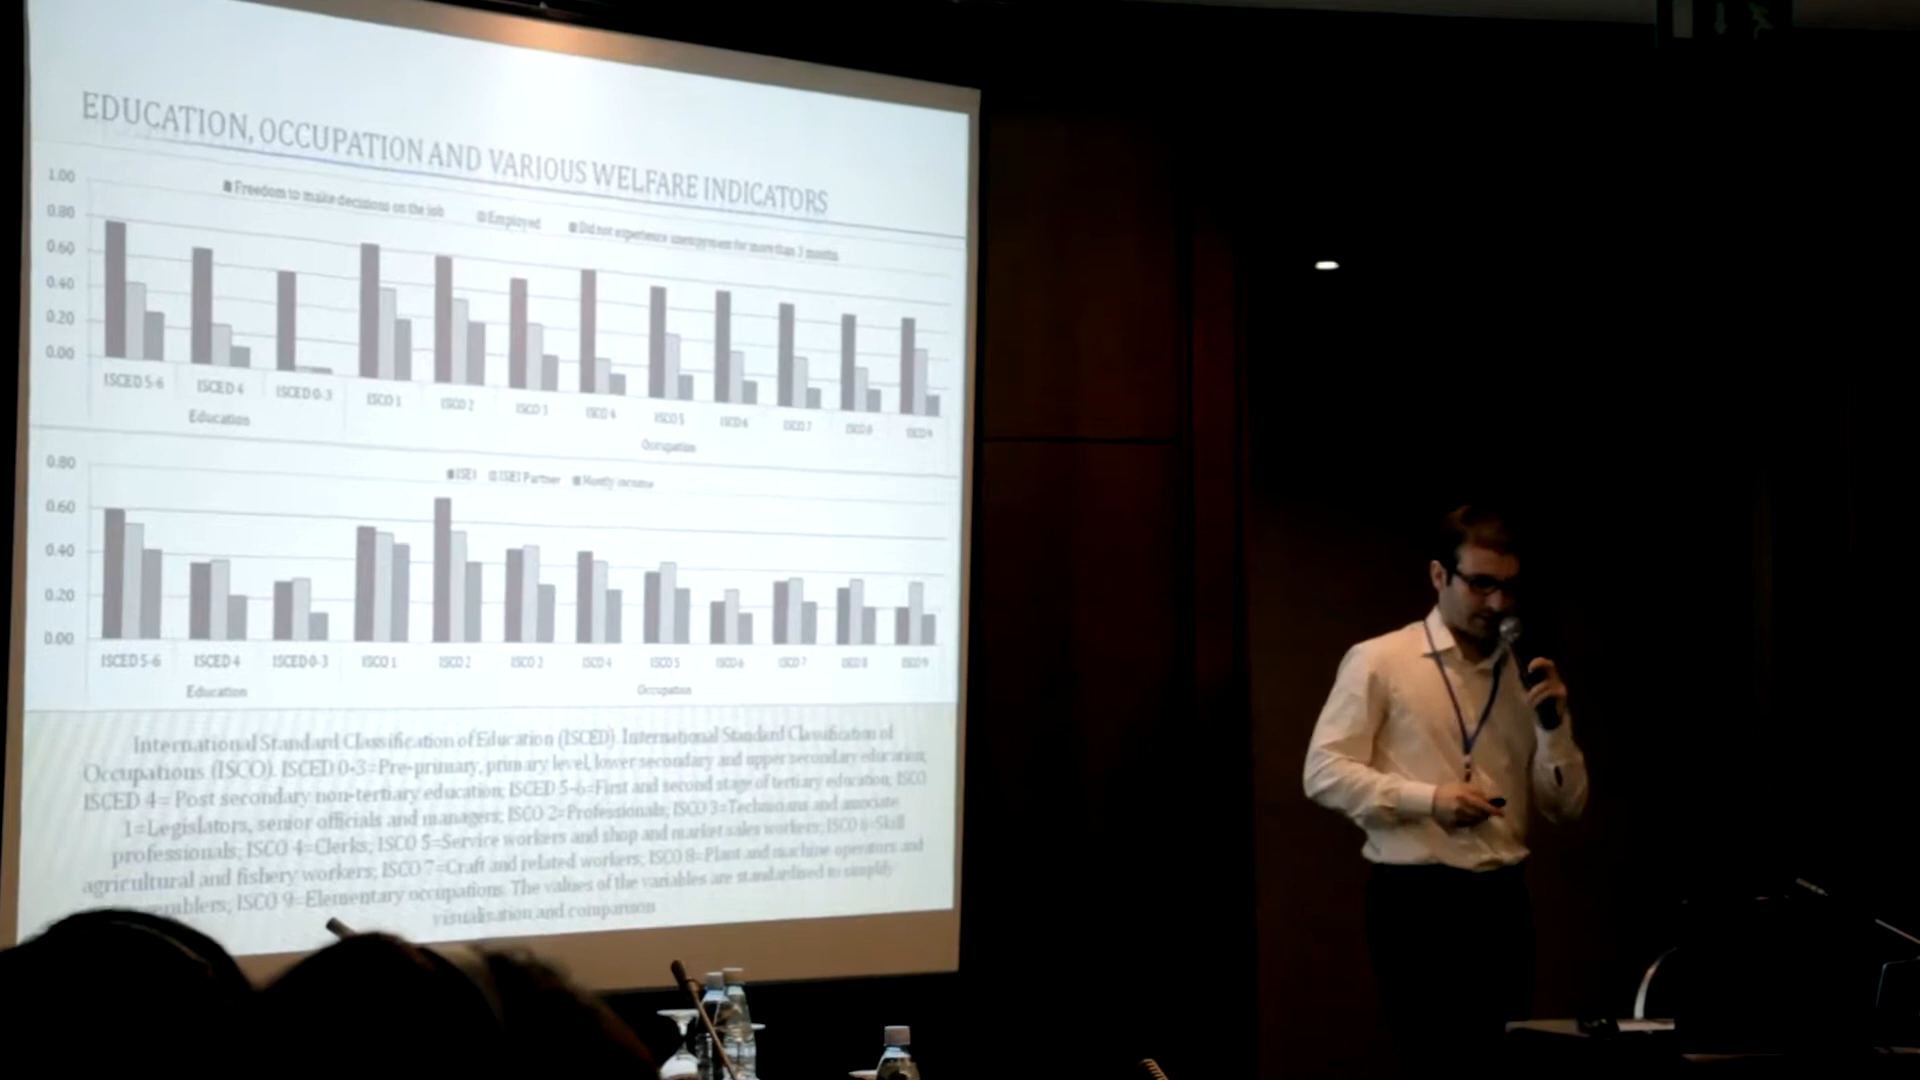 EDUCATION, OCCUPATION AND VARIOUS WELFARE INDICATORS
Freedom to make decisions on the job Employed Did not experience for more than 3 months
1.00
0.80
0.60
0.40
0.20
0.00
ISCED 5-6 ISCED 4 ISCED 0-3 ISCO 1 ISCO 2 ISCO 3 ISCO 4 ISCO 5 ISCO 6 ISCO 7 ISCO 8 ISCO 9
Education Occupation
ISEI ISEI Partner Montly income
0.80
0.60
0.40
0.20
0.00
ISCED 5-6 ISCED 4 ISCED 0-3 ISCO 1 ISCO 2 ISCO 3 ISCO 4 ISCO 5 ISCO 6 ISCO 7 ISCO 8 ISCO 9
Education Occupation
International Standard Classification of Education (ISCED). International Standard Classification of
Occupations (ISCO). ISCED 0-3=Pre-primary, primary level, lower secondary and upper secondary education;
ISCED 4= Post secondary non-tertiary education; ISCED 5-6=First and second stage of tertiary education; ISCO
1=Legislators, senior officials and managers; ISCO 2=Professionals; ISCO 3=Technicians and associate
professionals; ISCO 4=Clerks; ISCO 5=Service workers and shop and market sales workers; ISCO 6=Skill
agricultural and fishery workers; ISCO 7=Craft and related workers; ISCO 8=Plant and machine operators and
ISCO 9=Elementary occupations. The values of the variables are standardised to simplify
visualisation and comparison